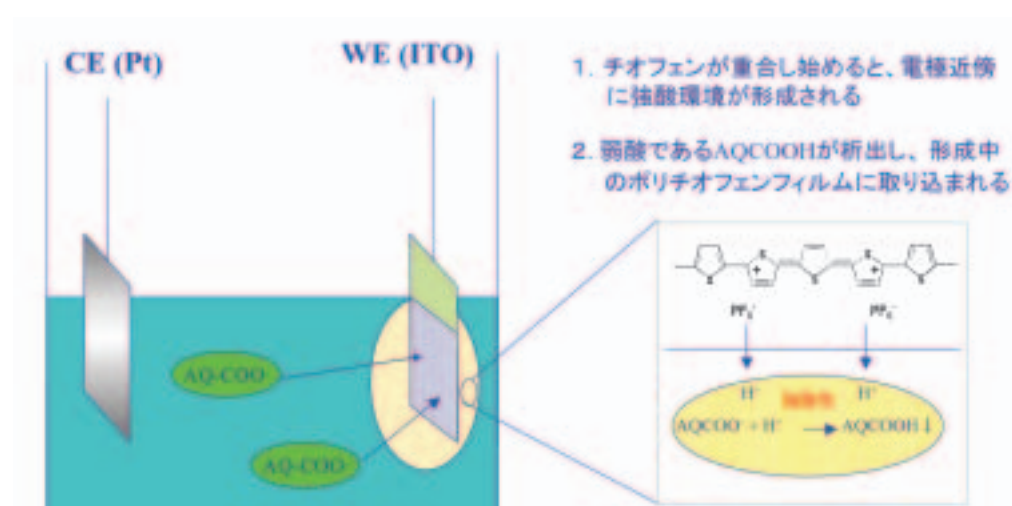 CE (Pt)
WE (ITO)
1. チオフェンが重合し始めると、電極近傍
に強酸環境が形成される
2. 弱酸であるAQCOOHが析出し、形成中
のポリチオフェンフィルムに取り込まれる
S S S S S
+ +
PF₆⁻ PF₆⁻
AQ-COO
AQ-COO
H⁺ H⁺
AQCOO⁻ + H⁺ → AQCOOH↓